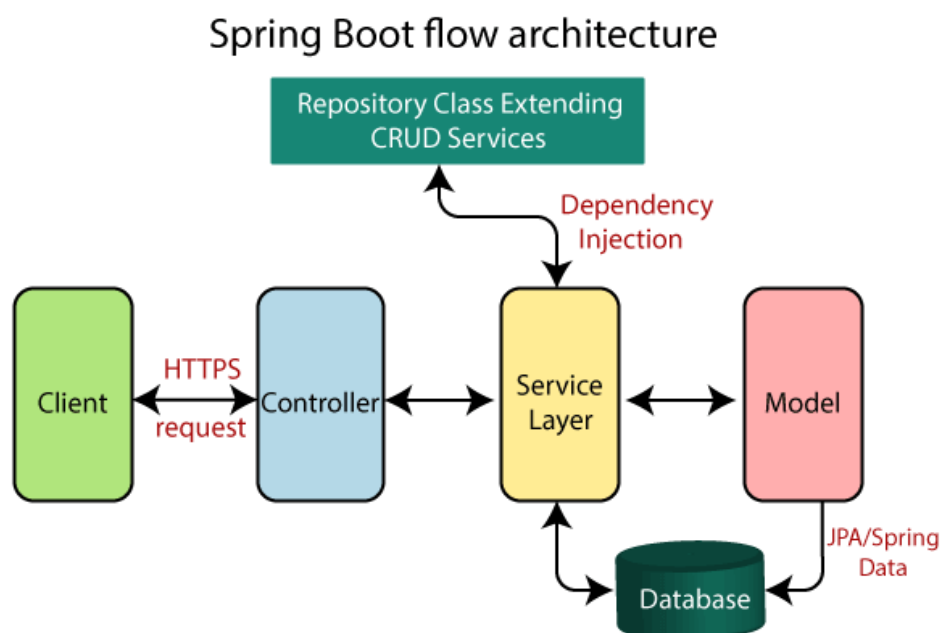 Spring Boot flow architecture
Repository Class Extending
CRUD Services
Dependency
Injection
HTTPS
request
Client
Controller
Service
Layer
Model
JPA/Spring
Data
Database